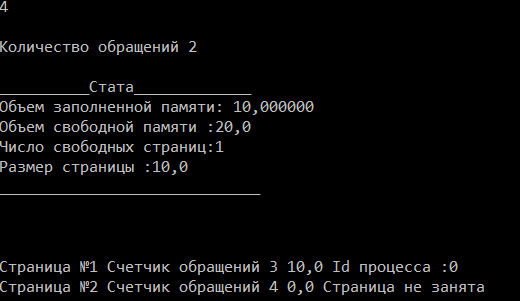 4
Количество обращений 2
__________Стата_____________
Объем заполненной памяти: 10,000000
Объем свободной памяти :20,0
Число свободных страниц:1
Размер страницы :10,0
_____________________________
Страница №1 Счетчик обращений 3 10,0 Id процесса :0
Страница №2 Счетчик обращений 4 0,0 Страница не занята